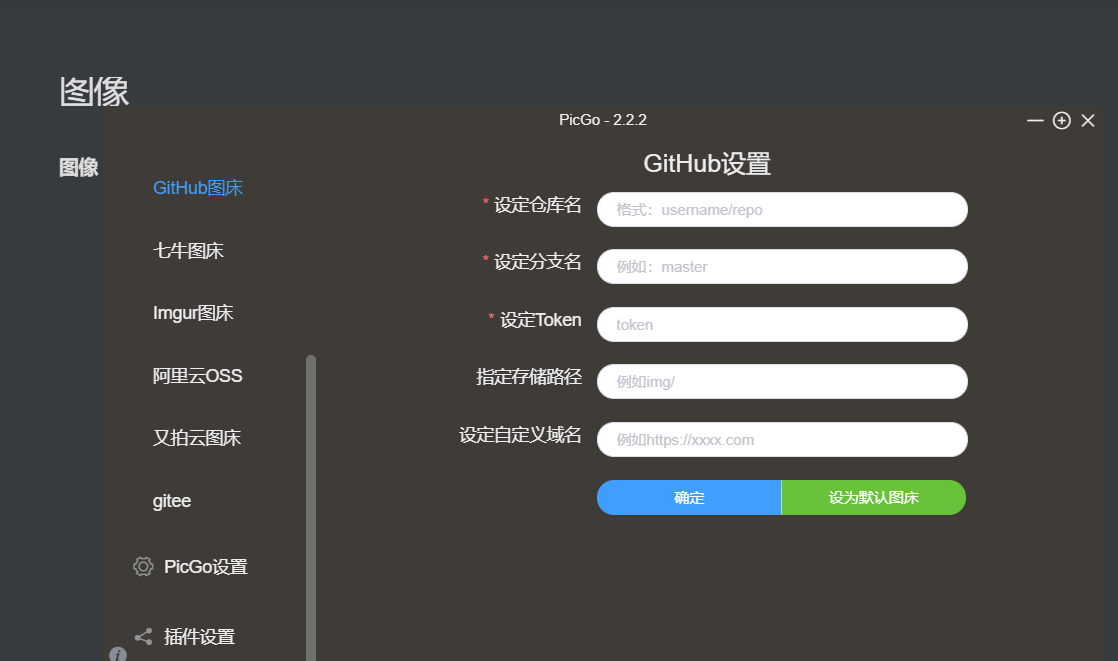 图像
PicGo - 2.2.2
图像
GitHub图床
七牛图床
Imgur图床
阿里云OSS
又拍云图床
gitee
PicGo设置
插件设置
GitHub设置
* 设定仓库名
格式：username/repo
* 设定分支名
例如：master
* 设定Token
token
指定存储路径
例如img/
设定自定义域名
例如https://xxxx.com
确定
设为默认图床